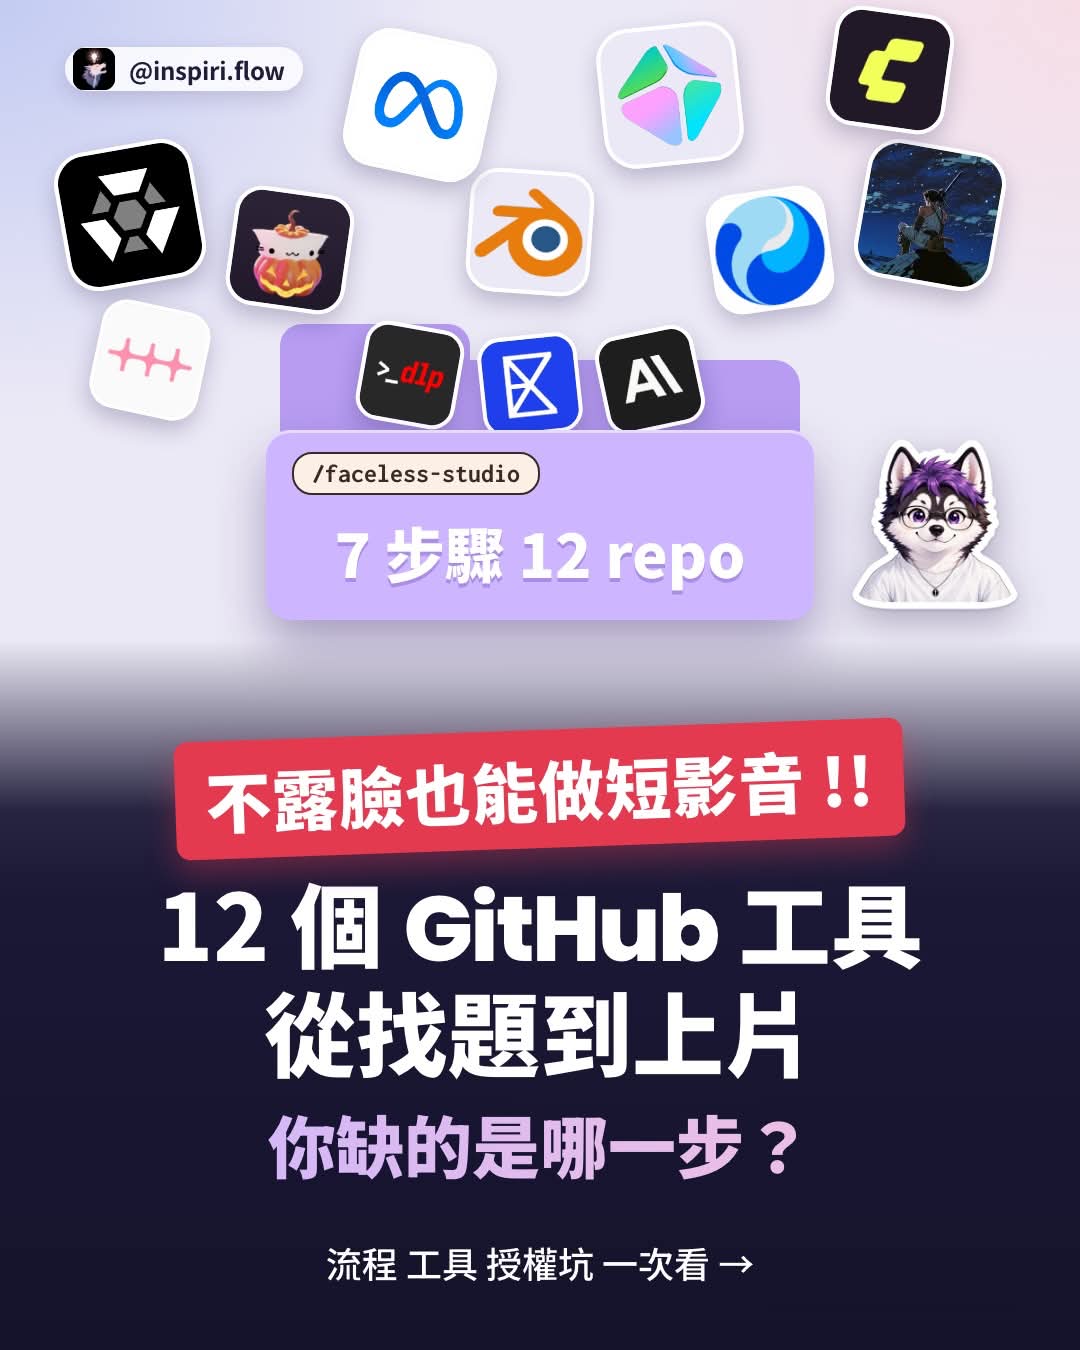 @inspiri.flow
>_dlp
AI
/faceless-studio
7 步驟 12 repo
不露臉也能做短影音 !!
12 個 GitHub 工具
從找題到上片
你缺的是哪一步？
流程 工具 授權坑 一次看 →